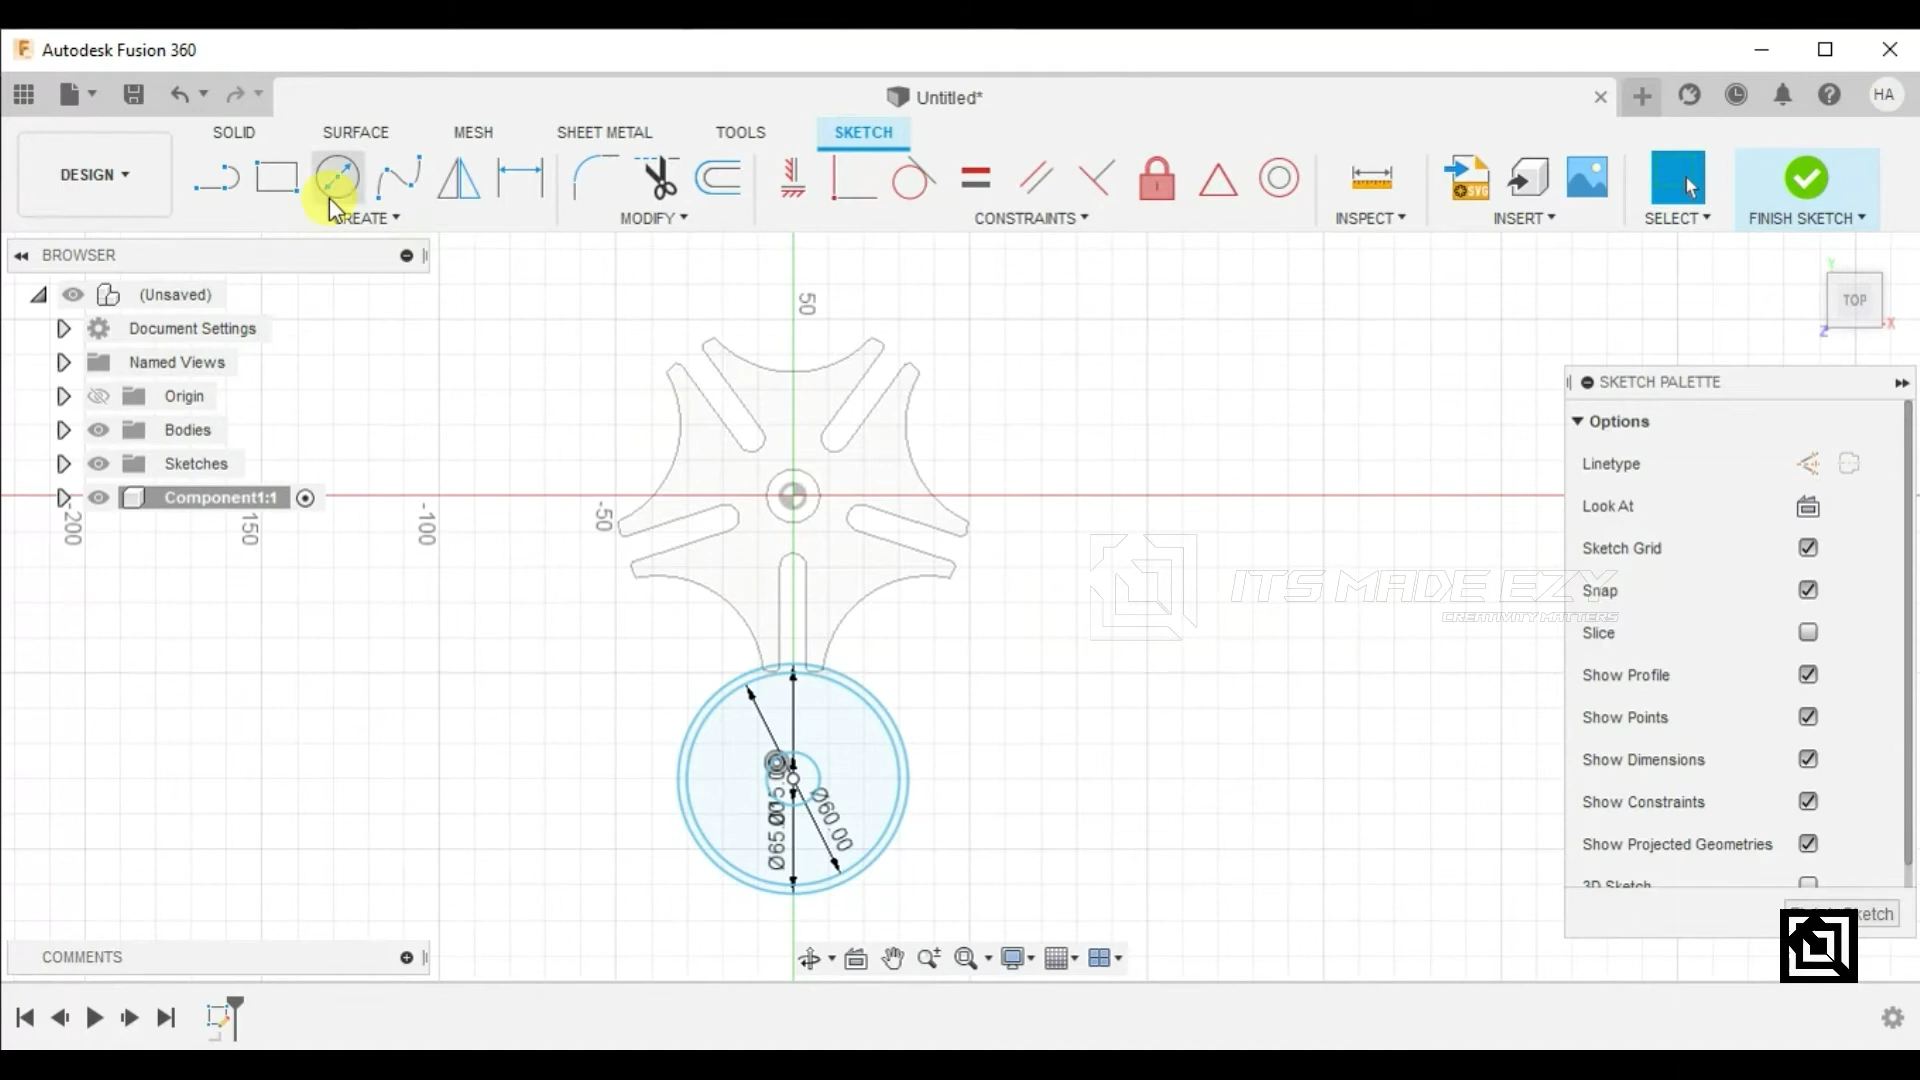 Autodesk Fusion 360
Untitled*
HA
SOLID SURFACE MESH SHEET METAL TOOLS SKETCH
DESIGN
CREATE MODIFY CONSTRAINTS INSPECT INSERT SELECT FINISH SKETCH
SVG
BROWSER
(Unsaved)
Document Settings
Named Views
Origin
Bodies
Sketches
Component1:1
50
-50
-100
150
-200
Y
TOP
X
Z
SKETCH PALETTE
Options
Linetype
Look At
Sketch Grid
Snap
Slice
Show Profile
Show Points
Show Dimensions
Show Constraints
Show Projected Geometries
3D Sketch
ITS MADE EZY
CREATIVITY MATTERS
Ø60.00
COMMENTS